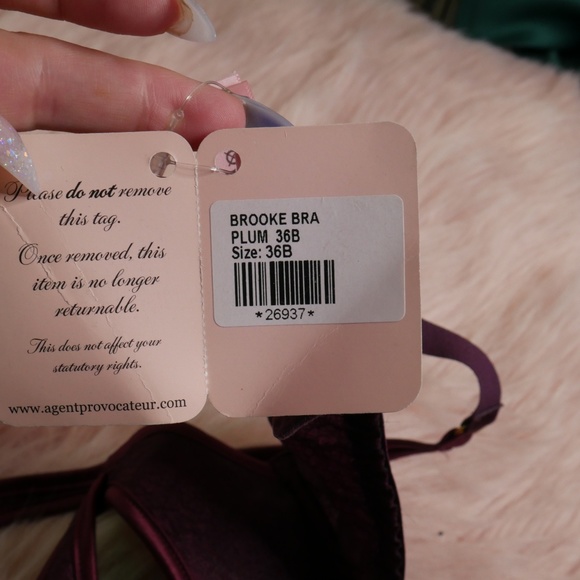 Please do not remove
this tag.
Once removed, this
item is no longer
returnable.
This does not affect your
statutory rights.
www.agentprovocateur.com
BROOKE BRA
PLUM 36B
Size: 36B
*26937*